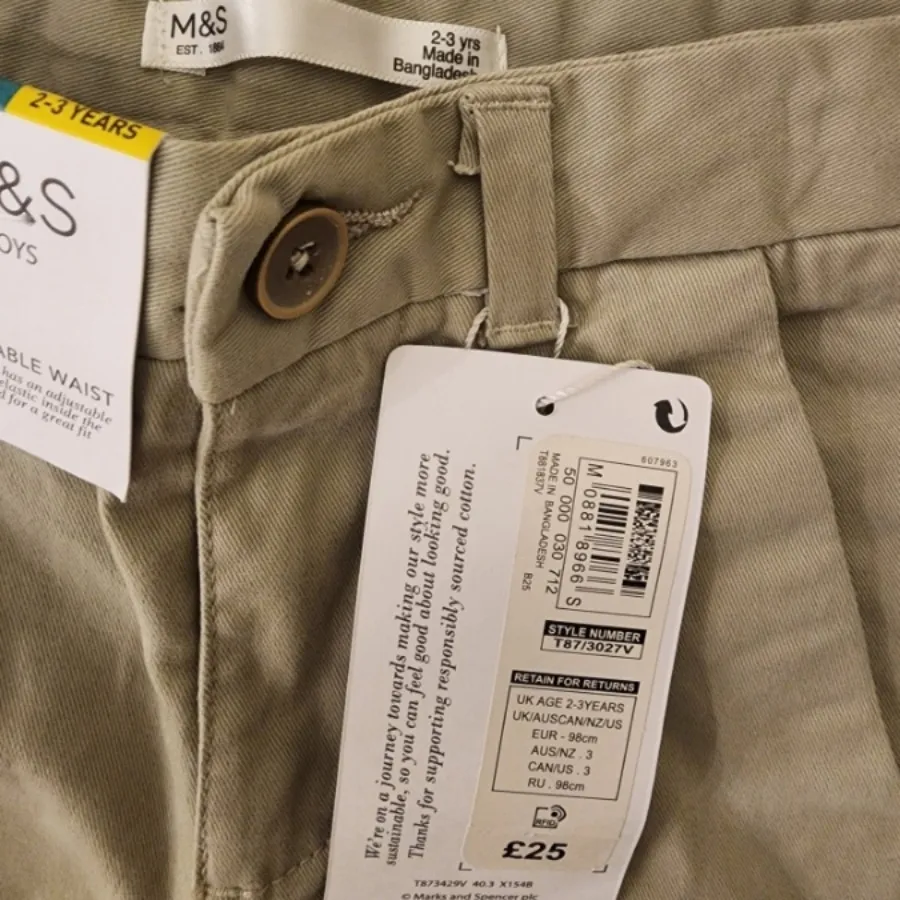 M&S
EST. 1884
2-3 yrs
Made in
Bangladesh
2-3 YEARS
&S
OYS
ABLE WAIST
has an adjustable
elastic inside the
d for a great fit
We're on a journey towards making our style more
sustainable, so you can feel good about looking good.
Thanks for supporting responsibly sourced cotton.
607963
M 08818966 S
50 000 030 712
MADE IN BANGLADESH B25
T881837V
STYLE NUMBER
T87/3027V
RETAIN FOR RETURNS
UK AGE 2-3YEARS
UK/AUSCAN/NZ/US
EUR - 98cm
AUS/NZ . 3
CAN/US . 3
RU . 98cm
RFID
£25
T873429V 40.3 X154B
© Marks and Spencer plc